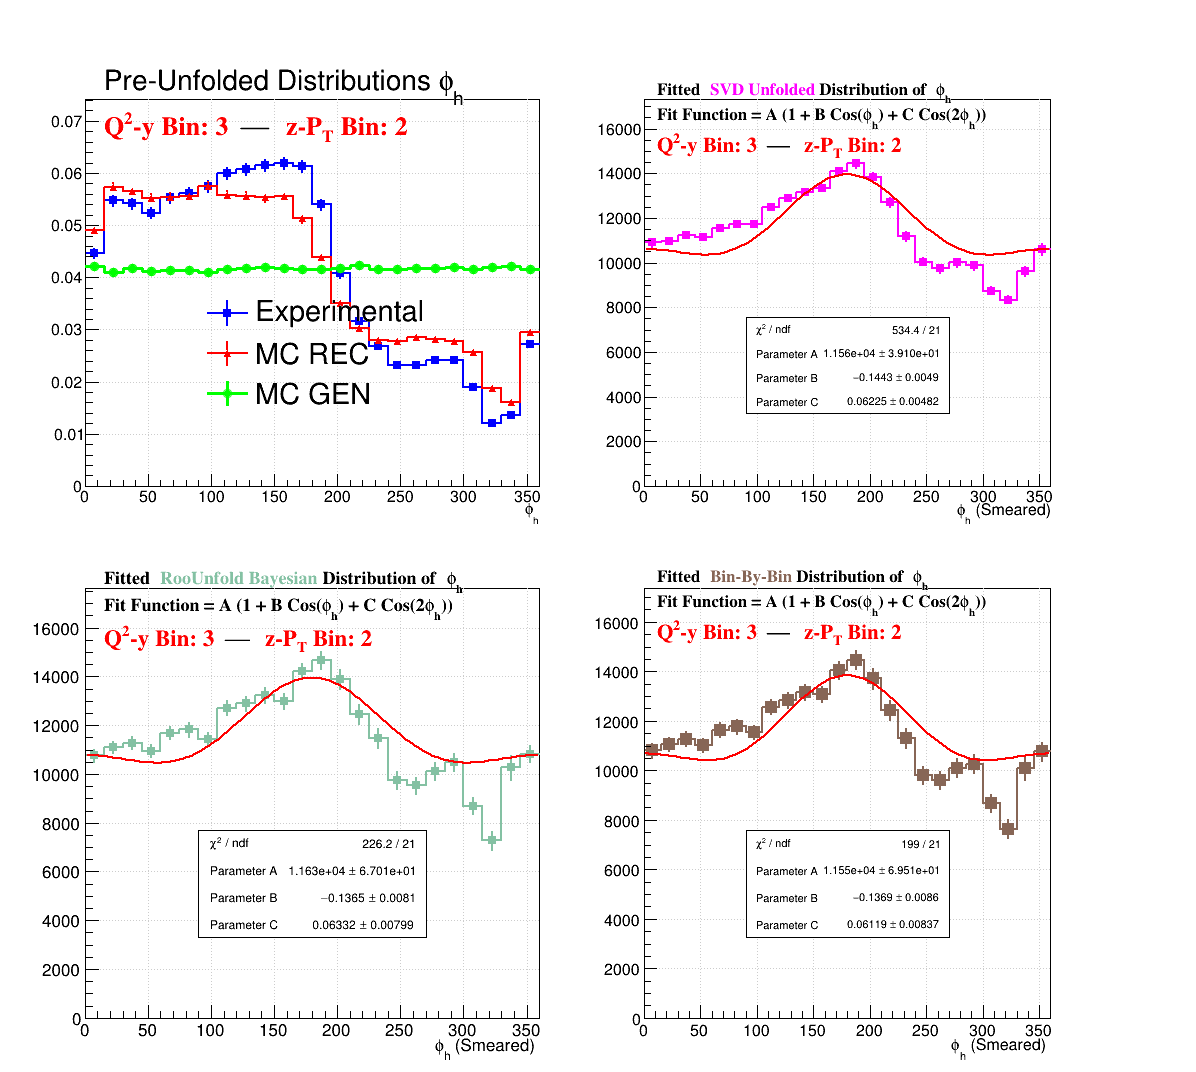 Pre-Unfolded Distributions ϕh
Q²-y Bin: 3 — z-PT Bin: 2
0.07
0.06
0.05
0.04
0.03
0.02
0.01
0
Experimental
MC REC
MC GEN
0 50 100 150 200 250 300 350
ϕh
Fitted SVD Unfolded Distribution of ϕh
Fit Function = A (1 + B Cos(ϕh) + C Cos(2ϕh))
Q²-y Bin: 3 — z-PT Bin: 2
16000
14000
12000
10000
8000
6000
4000
2000
0
χ² / ndf 534.4 / 21
Parameter A 1.156e+04 ± 3.910e+01
Parameter B −0.1443 ± 0.0049
Parameter C 0.06225 ± 0.00482
0 50 100 150 200 250 300 350
ϕh (Smeared)
Fitted RooUnfold Bayesian Distribution of ϕh
Fit Function = A (1 + B Cos(ϕh) + C Cos(2ϕh))
Q²-y Bin: 3 — z-PT Bin: 2
16000
14000
12000
10000
8000
6000
4000
2000
0
χ² / ndf 226.2 / 21
Parameter A 1.163e+04 ± 6.701e+01
Parameter B −0.1365 ± 0.0081
Parameter C 0.06332 ± 0.00799
0 50 100 150 200 250 300 350
ϕh (Smeared)
Fitted Bin-By-Bin Distribution of ϕh
Fit Function = A (1 + B Cos(ϕh) + C Cos(2ϕh))
Q²-y Bin: 3 — z-PT Bin: 2
16000
14000
12000
10000
8000
6000
4000
2000
0
χ² / ndf 199 / 21
Parameter A 1.155e+04 ± 6.951e+01
Parameter B −0.1369 ± 0.0086
Parameter C 0.06119 ± 0.00837
0 50 100 150 200 250 300 350
ϕh (Smeared)